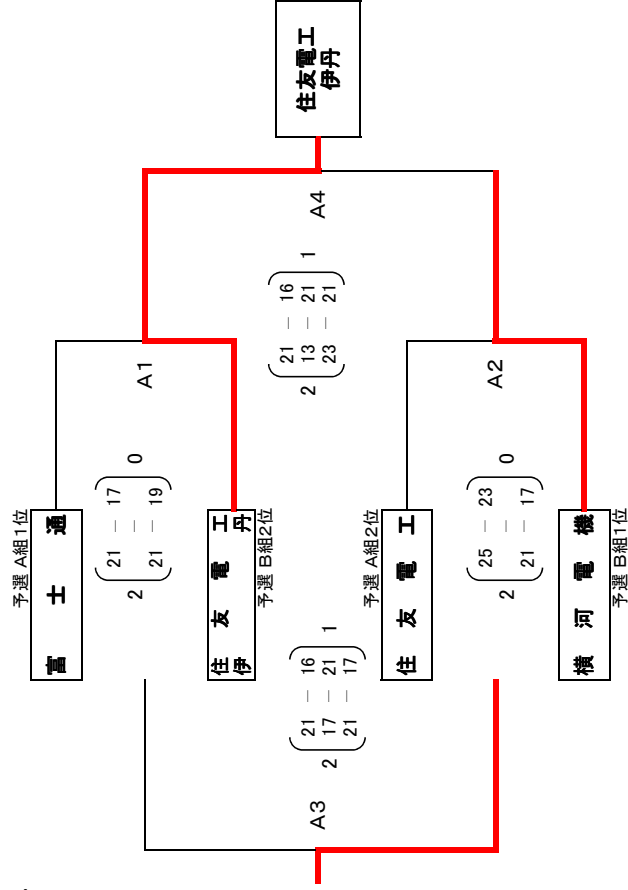 住友電工
伊丹
A4
2 21 － 16 1
13 － 21
23 － 21
A1
2 21 － 17 0
－
21 － 19
A2
2 25 － 23 0
－
21 － 17
予選 A組1位
富 士 通
住 友 電 工
伊 丹
予選 B組2位
予選 A組2位
住 友 電 工
横 河 電 機
予選 B組1位
2 21 － 16 1
17 － 21
21 － 17
A3